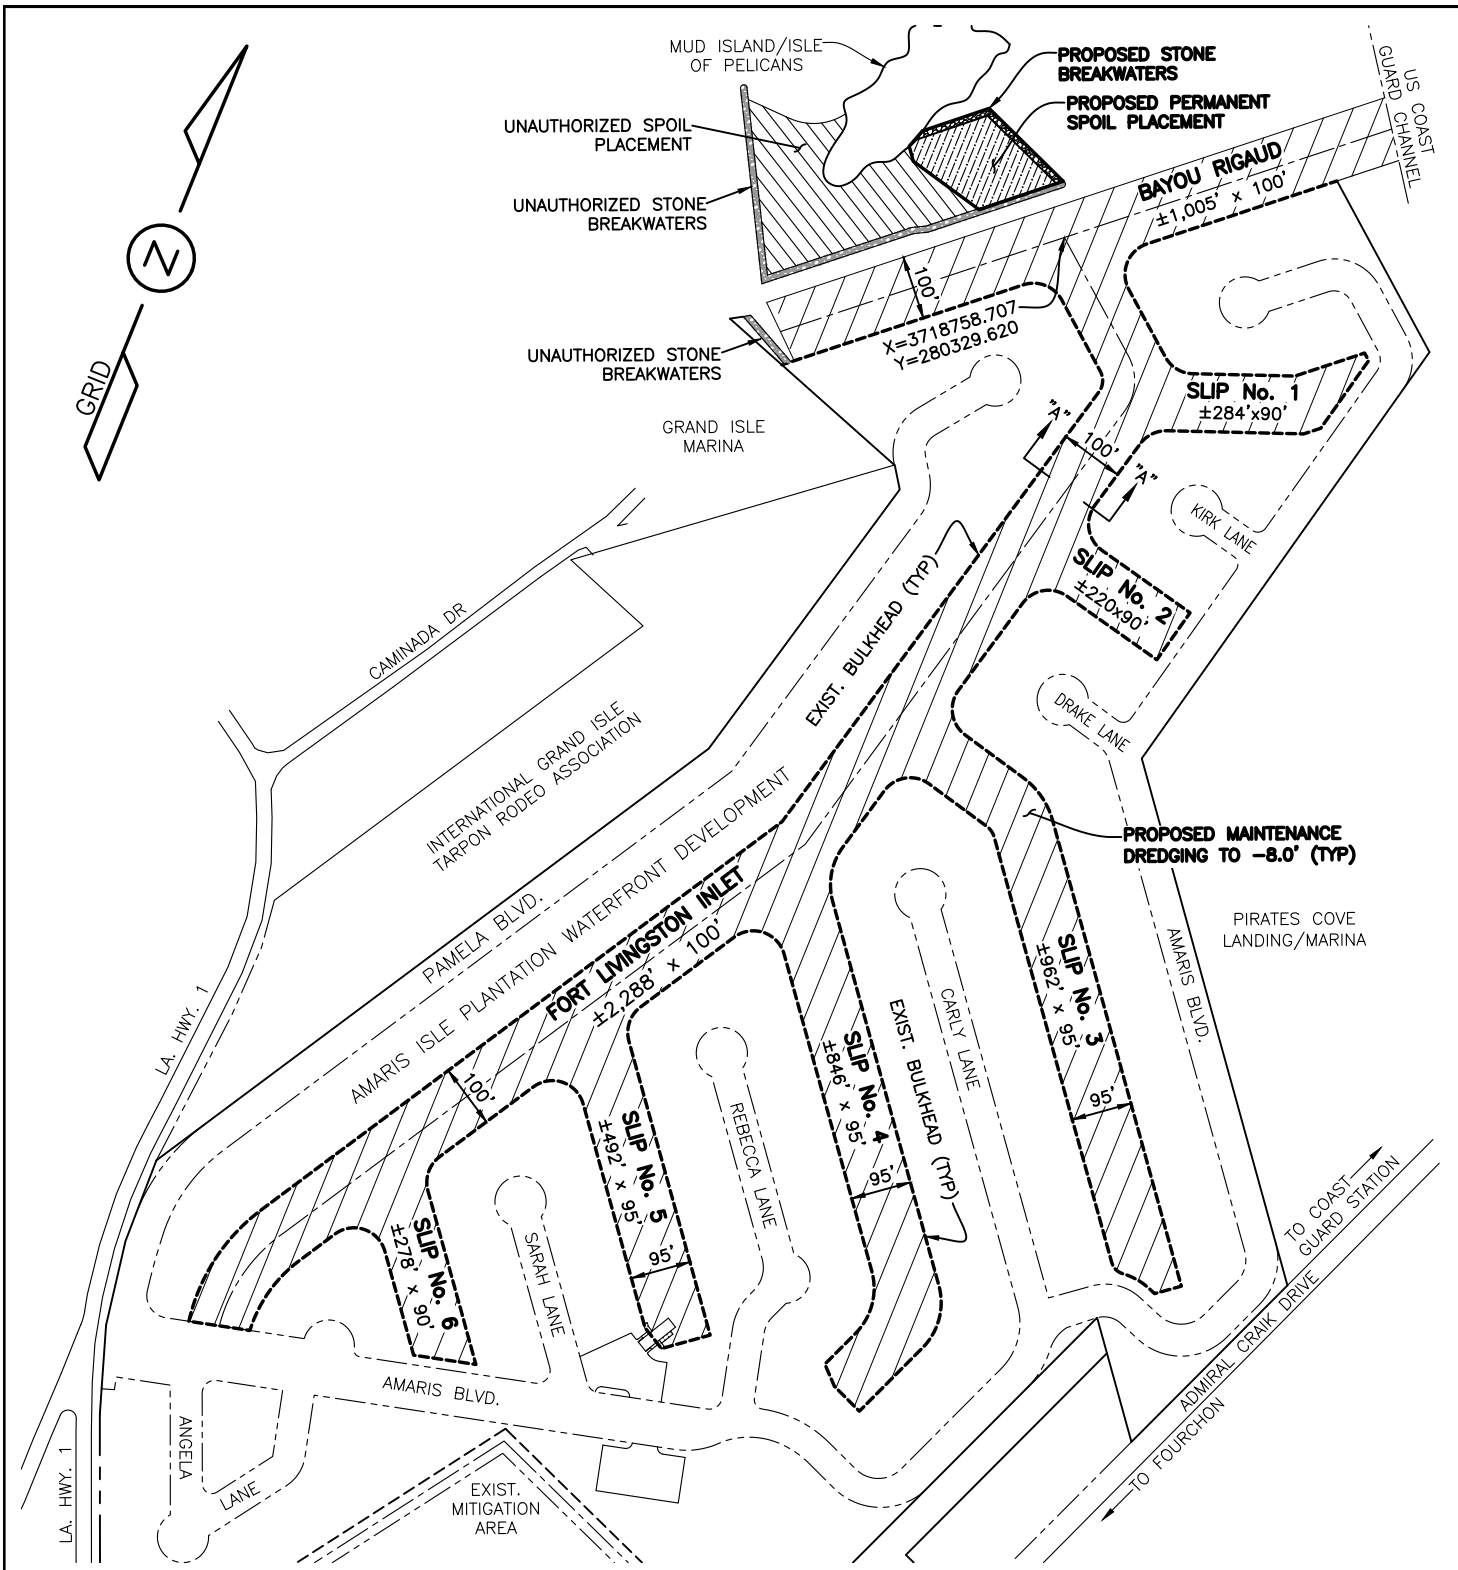 MUD ISLAND/ISLE
OF PELICANS
PROPOSED STONE
BREAKWATERS
PROPOSED PERMANENT
SPOIL PLACEMENT
US COAST
GUARD CHANNEL
UNAUTHORIZED SPOIL
PLACEMENT
UNAUTHORIZED STONE
BREAKWATERS
BAYOU RIGAUD
±1,005' x 100'
N
GRID
100'
X=3718758.707
Y=280329.620
UNAUTHORIZED STONE
BREAKWATERS
GRAND ISLE
MARINA
SLIP No. 1
±284'x90'
"A"
100'
"A"
KIRK LANE
SLIP No. 2
±220x90'
EXIST. BULKHEAD (TYP)
CAMINADA DR
DRAKE LANE
INTERNATIONAL GRAND ISLE
TARPON RODEO ASSOCIATION
PROPOSED MAINTENANCE
DREDGING TO -8.0' (TYP)
PAMELA BLVD.
AMARIS ISLE PLANTATION WATERFRONT DEVELOPMENT
FORT LIVINGSTON INLET
±2,288' x 100'
PIRATES COVE
LANDING/MARINA
AMARIS BLVD.
SLIP No. 3
±962' x 95'
95'
CARLY LANE
EXIST. BULKHEAD (TYP)
SLIP No. 4
±846' x 95'
95'
REBECCA LANE
SLIP No. 5
±492' x 95'
95'
100'
LA. HWY. 1
SARAH LANE
SLIP No. 6
±278' x 90'
TO COAST
GUARD STATION
ADMIRAL CRAIK DRIVE
TO FOURCHON
AMARIS BLVD.
ANGELA
LANE
LA. HWY. 1
EXIST.
MITIGATION
AREA